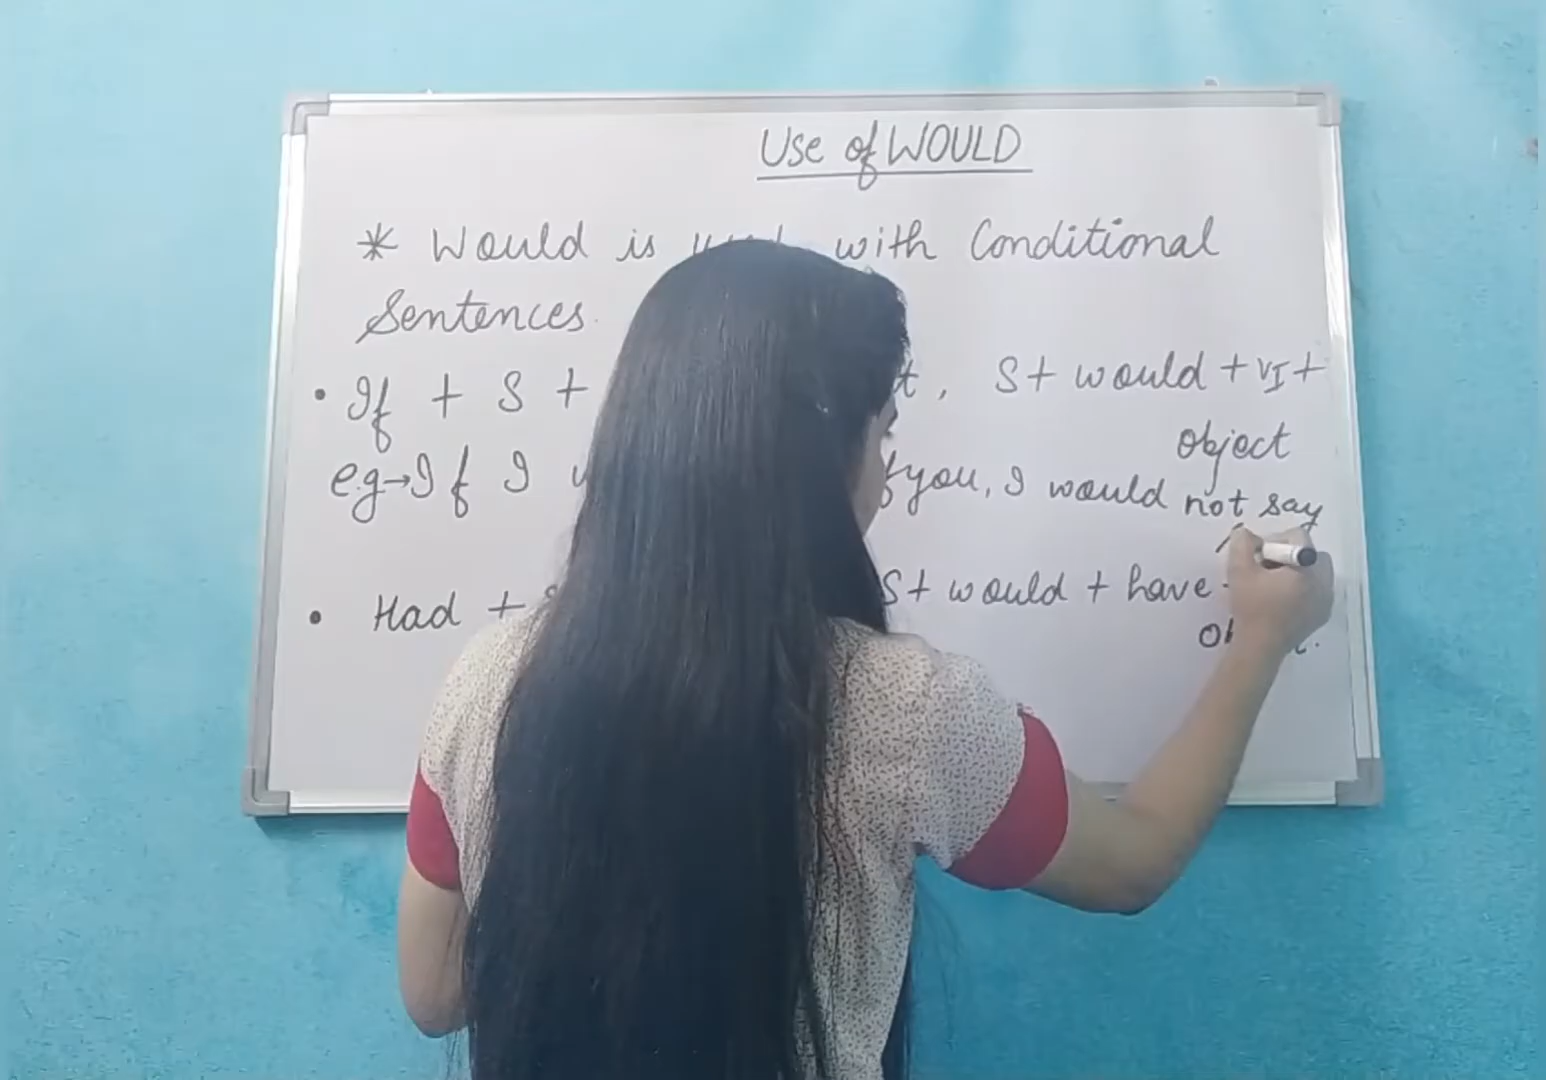 Use of WOULD
* Would is with Conditional
Sentences.
• If + S + , S + would + VI +
object
e.g→If I you, I would not say
• Had + S + would + have